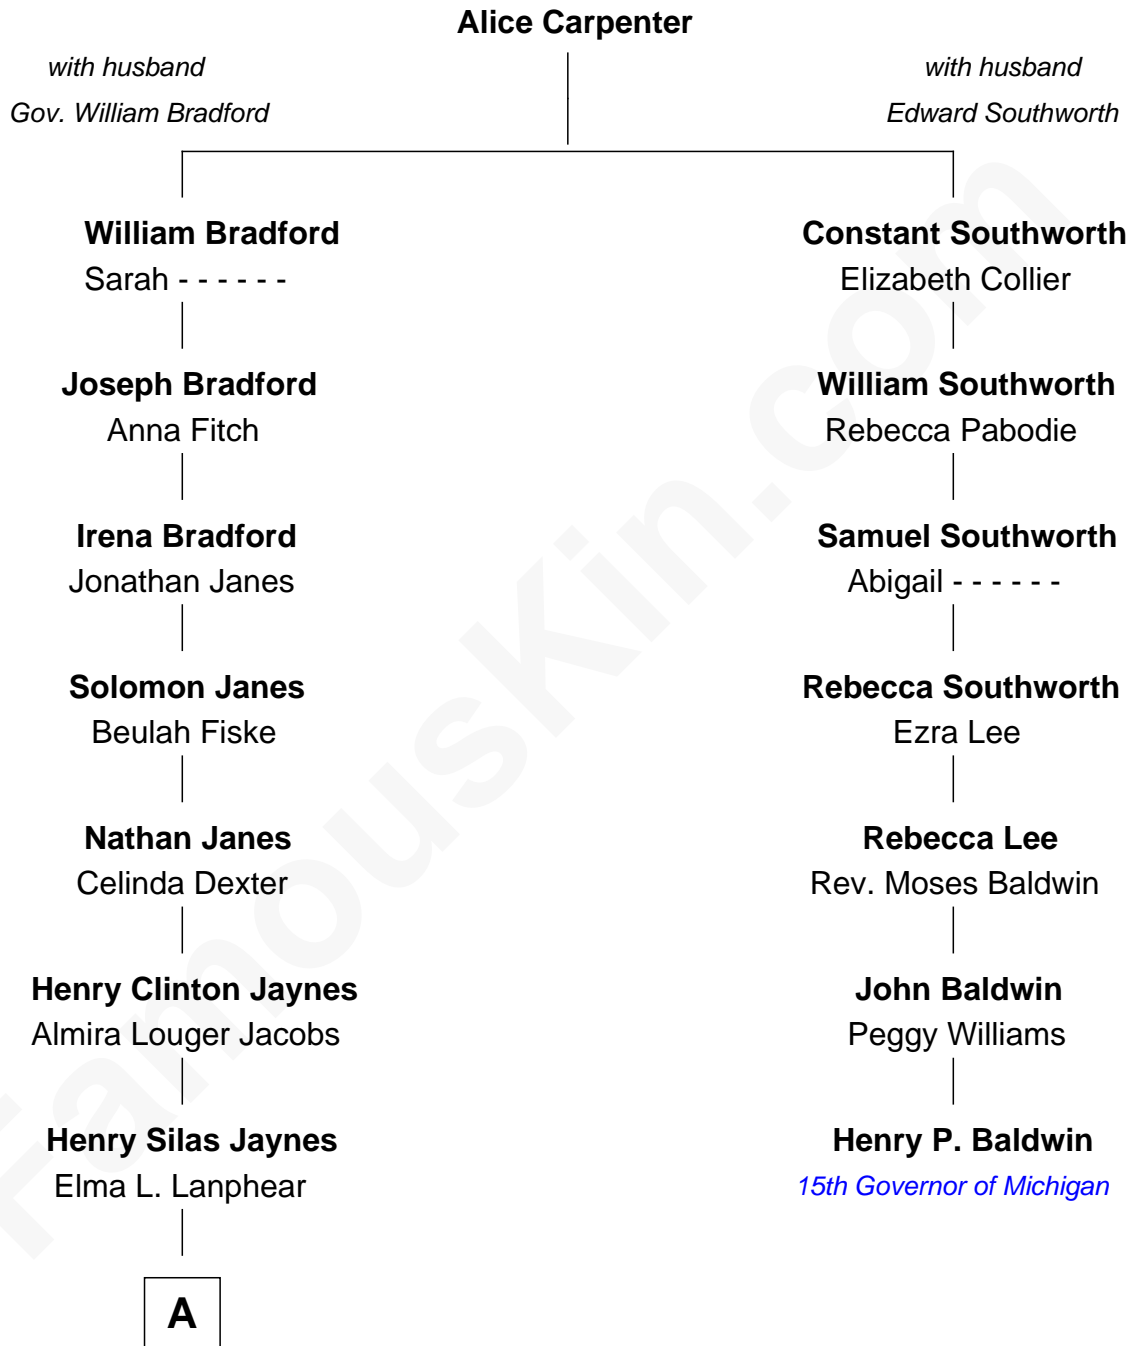 Alice Carpenter
with husband
Gov. William Bradford
with husband
Edward Southworth
William Bradford
Sarah - - - - - -
Constant Southworth
Elizabeth Collier
Joseph Bradford
Anna Fitch
William Southworth
Rebecca Pabodie
Irena Bradford
Jonathan Janes
Samuel Southworth
Abigail - - - - - -
Solomon Janes
Beulah Fiske
Rebecca Southworth
Ezra Lee
Nathan Janes
Celinda Dexter
Rebecca Lee
Rev. Moses Baldwin
Henry Clinton Jaynes
Almira Louger Jacobs
John Baldwin
Peggy Williams
Henry Silas Jaynes
Elma L. Lanphear
Henry P. Baldwin
15th Governor of Michigan
A
FamousKin.com